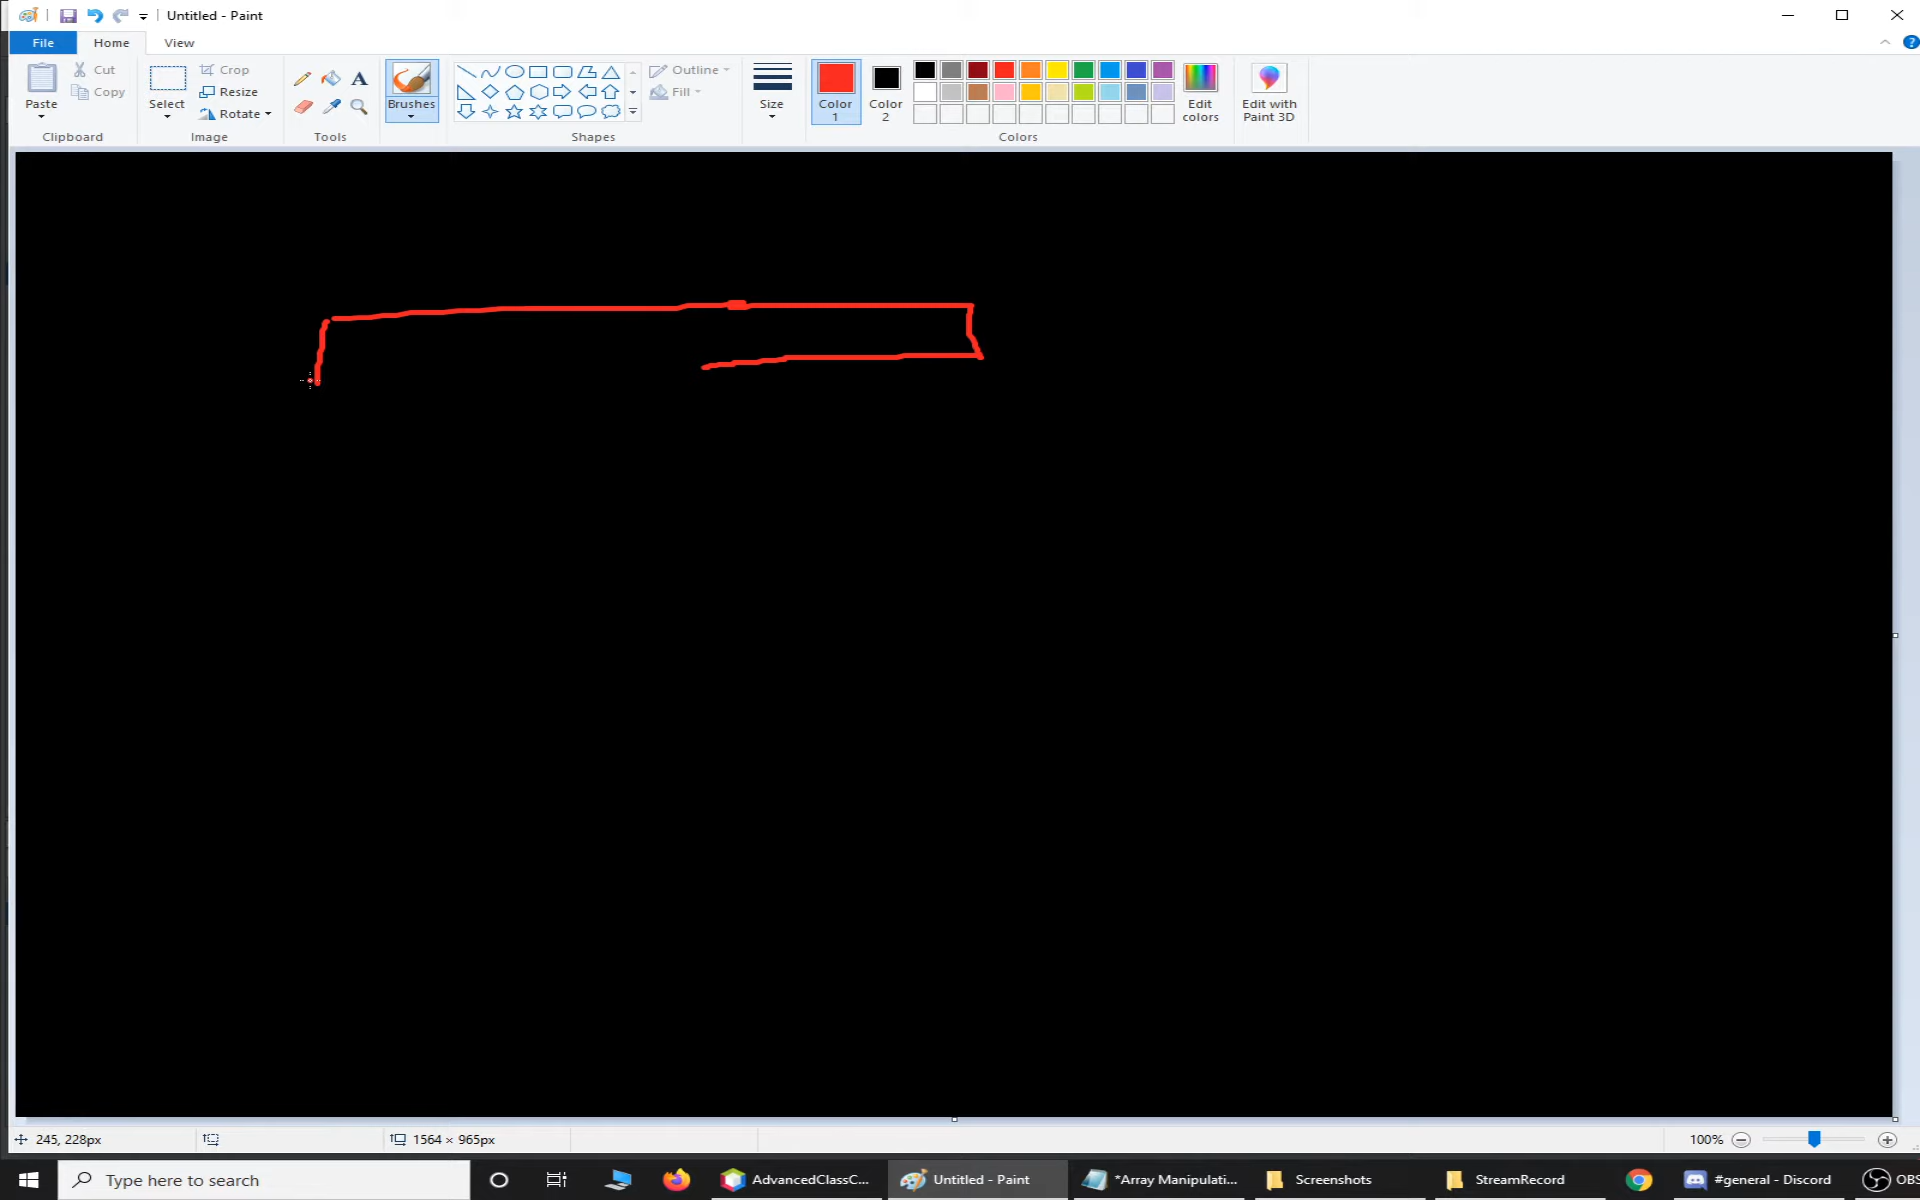 Untitled - Paint
File Home View
Paste Cut Copy Clipboard
Select Crop Resize Rotate Image
A Tools
Brushes
Outline Fill Shapes
Size
Color 1 Color 2 Edit colors Colors
Edit with Paint 3D
245, 228px 1564 × 965px 100%
Type here to search AdvancedClassC... Untitled - Paint *Array Manipulati... Screenshots StreamRecord #general - Discord OBS